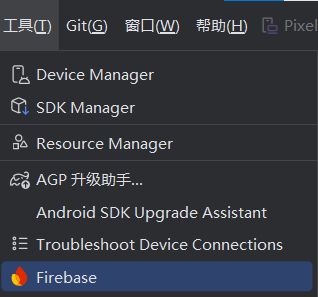 工具(T) Git(G) 窗口(W) 帮助(H) Pixel
Device Manager
SDK Manager
Resource Manager
AGP 升级助手...
Android SDK Upgrade Assistant
Troubleshoot Device Connections
Firebase